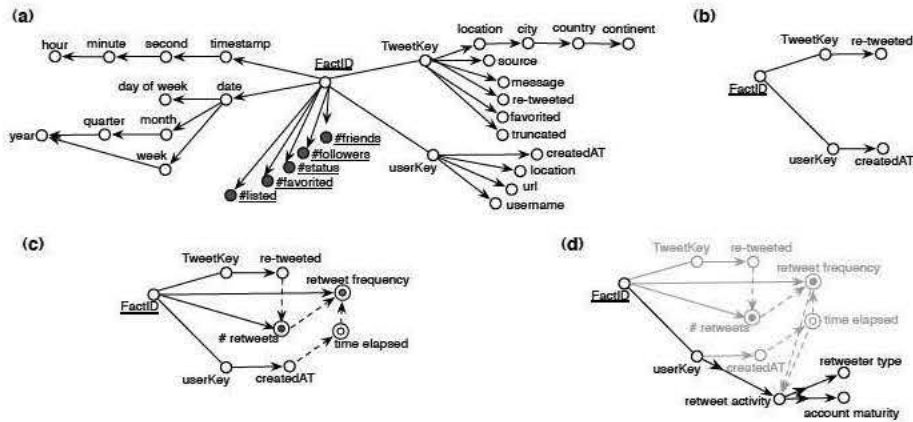 (a)
hour
minute
second
timestamp
day of week
date
year
quarter
month
week
FactID
#friends
#followers
#status
#favorited
#listed
TweetKey
location
city
country
continent
source
message
re-tweeted
favorited
truncated
userKey
createdAT
location
url
username
(b)
TweetKey
re-tweeted
FactID
userKey
createdAT
(c)
TweetKey
re-tweeted
retweet frequency
FactID
# retweets
time elapsed
userKey
createdAT
(d)
TweetKey
re-tweeted
retweet frequency
FactID
# retweets
time elapsed
userKey
createdAT
retweeter type
retweet activity
account maturity